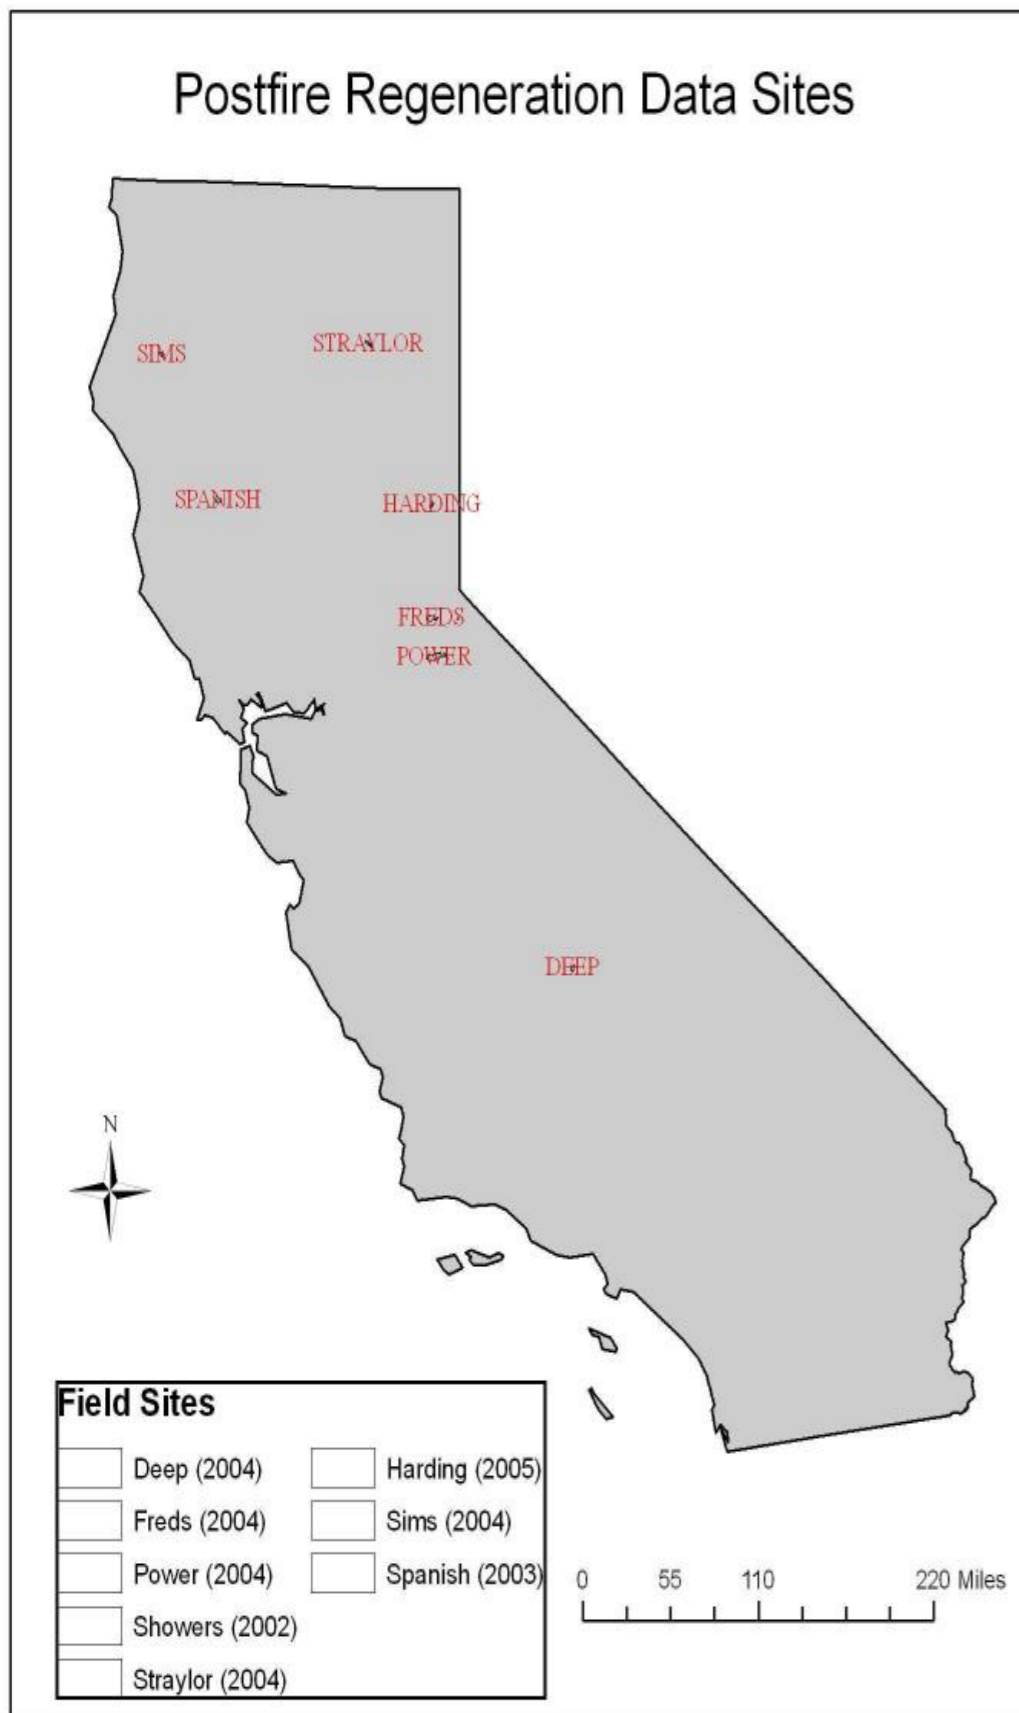 Postfire Regeneration Data Sites
SIMS
STRAYLOR
SPANISH
HARDING
FREDS
POWER
DEEP
N
Field Sites
Deep (2004)
Freds (2004)
Power (2004)
Showers (2002)
Straylor (2004)
Harding (2005)
Sims (2004)
Spanish (2003)
0 55 110 220 Miles